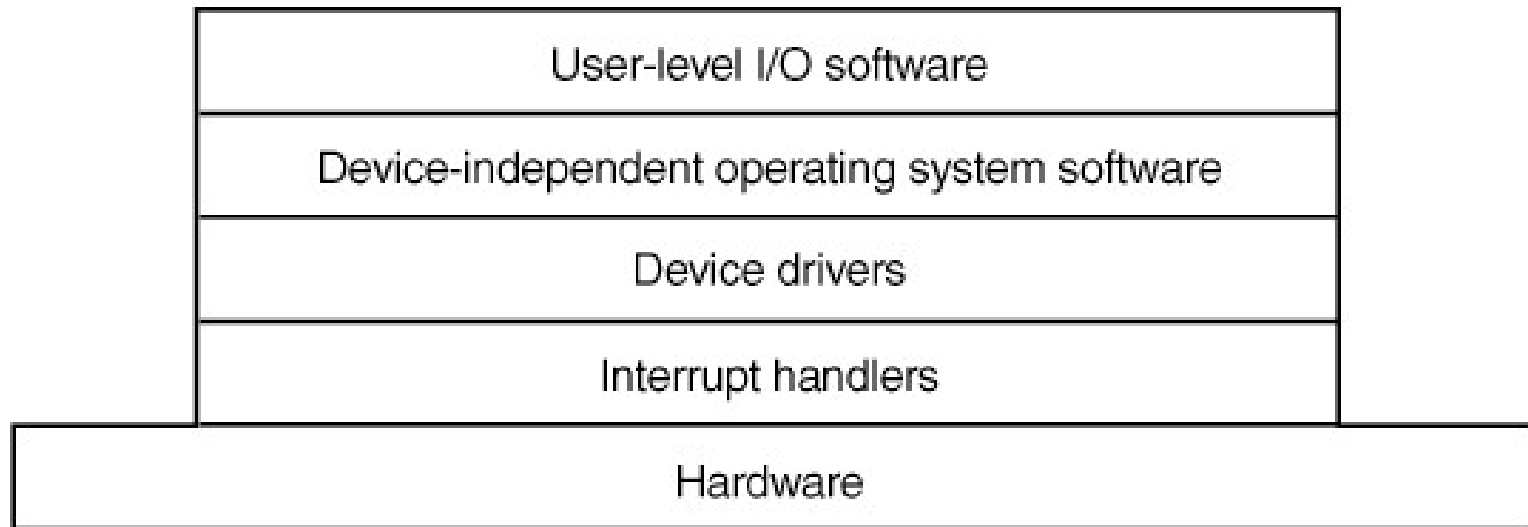 User-level I/O software
Device-independent operating system software
Device drivers
Interrupt handlers
Hardware